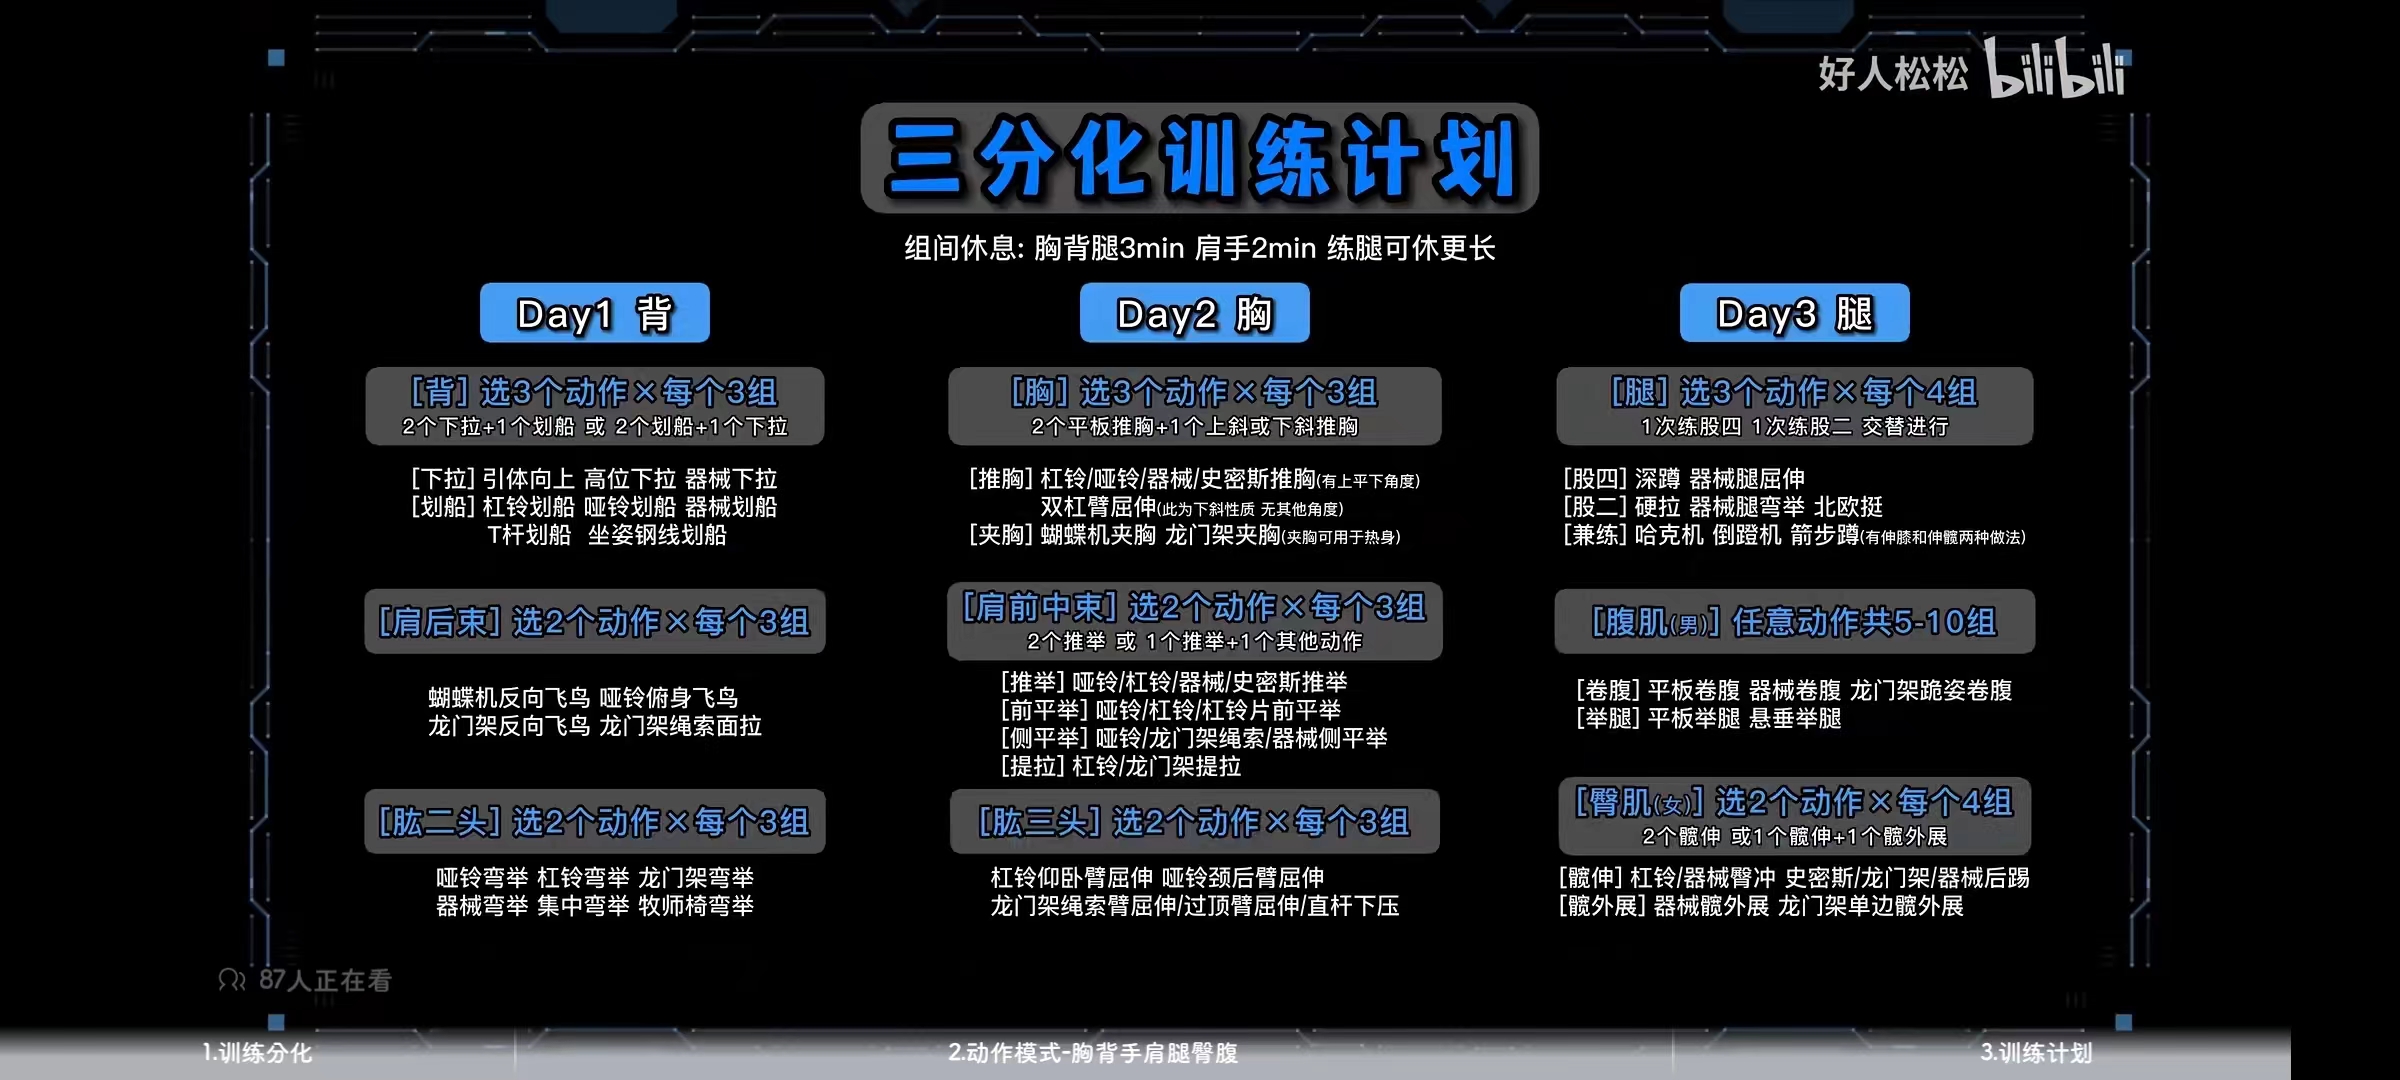 好人松松 bilibili
三分化训练计划
组间休息: 胸背腿3min 肩手2min 练腿可休更长
Day1 背
[背] 选3个动作×每个3组
2个下拉+1个划船 或 2个划船+1个下拉
[下拉] 引体向上 高位下拉 器械下拉
[划船] 杠铃划船 哑铃划船 器械划船
T杆划船 坐姿钢线划船
[肩后束] 选2个动作×每个3组
蝴蝶机反向飞鸟 哑铃俯身飞鸟
龙门架反向飞鸟 龙门架绳索面拉
[肱二头] 选2个动作×每个3组
哑铃弯举 杠铃弯举 龙门架弯举
器械弯举 集中弯举 牧师椅弯举
Day2 胸
[胸] 选3个动作×每个3组
2个平板推胸+1个上斜或下斜推胸
[推胸] 杠铃/哑铃/器械/史密斯推胸(有上平下角度)
双杠臂屈伸(此为下斜性质 无其他角度)
[夹胸] 蝴蝶机夹胸 龙门架夹胸(夹胸可用于热身)
[肩前中束] 选2个动作×每个3组
2个推举 或 1个推举+1个其他动作
[推举] 哑铃/杠铃/器械/史密斯推举
[前平举] 哑铃/杠铃/杠铃片前平举
[侧平举] 哑铃/龙门架绳索/器械侧平举
[提拉] 杠铃/龙门架提拉
[肱三头] 选2个动作×每个3组
杠铃仰卧臂屈伸 哑铃颈后臂屈伸
龙门架绳索臂屈伸/过顶臂屈伸/直杆下压
Day3 腿
[腿] 选3个动作×每个4组
1次练股四 1次练股二 交替进行
[股四] 深蹲 器械腿屈伸
[股二] 硬拉 器械腿弯举 北欧挺
[兼练] 哈克机 倒蹬机 箭步蹲(有伸膝和伸髋两种做法)
[腹肌(男)] 任意动作共5-10组
[卷腹] 平板卷腹 器械卷腹 龙门架跪姿卷腹
[举腿] 平板举腿 悬垂举腿
[臀肌(女)] 选2个动作×每个4组
2个髋伸 或1个髋伸+1个髋外展
[髋伸] 杠铃/器械臀冲 史密斯/龙门架/器械后踢
[髋外展] 器械髋外展 龙门架单边髋外展
87人正在看
1.训练分化
2.动作模式-胸背手肩腿臀腹
3.训练计划